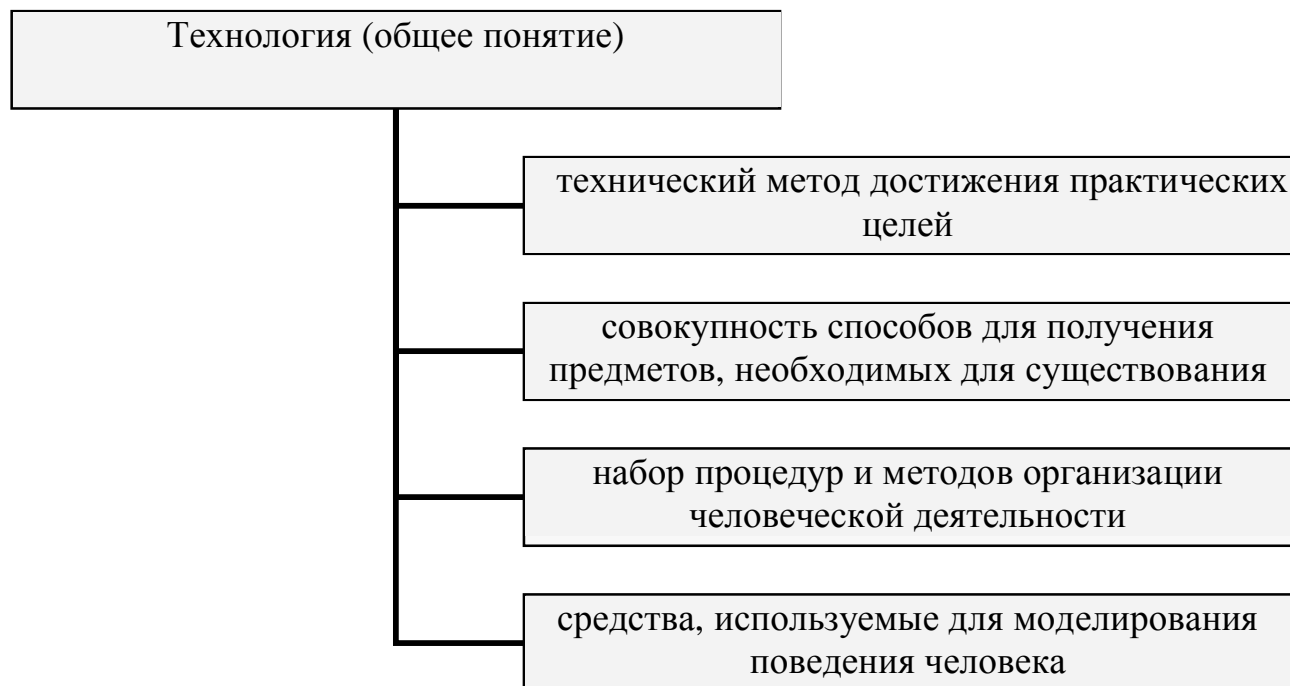 Технология (общее понятие)
технический метод достижения практических
целей
совокупность способов для получения
предметов, необходимых для существования
набор процедур и методов организации
человеческой деятельности
средства, используемые для моделирования
поведения человека